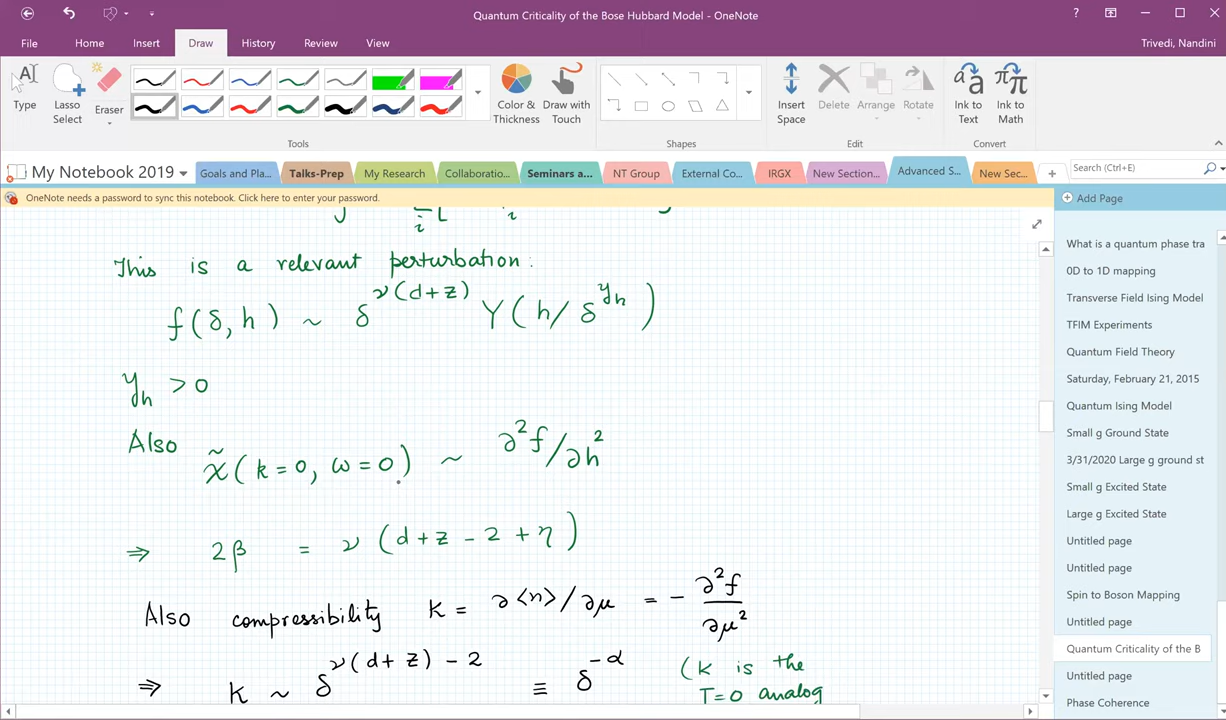 Quantum Criticality of the Bose Hubbard Model - OneNote
?
File Home Insert Draw History Review View
Trivedi, Nandini
Type
Lasso Select
Eraser
Color & Thickness
Draw with Touch
Insert Space
Delete
Arrange
Rotate
Ink to Text
Ink to Math
Tools
Shapes
Edit
Convert
My Notebook 2019
Goals and Pla...
Talks-Prep
My Research
Collaboratio...
Seminars a...
NT Group
External Co...
IRGX
New Section...
Advanced S...
New Sec...
Search (Ctrl+E)
OneNote needs a password to sync this notebook. Click here to enter your password.
This is a relevant perturbation:
f(δ,h) ~ δ^ν(d+z) Y(h/δ^y_h)
y_h > 0
Also
χ̃(k=0, ω=0) ~ ∂²f/∂h²
⇒ 2β = ν(d+z-2+η)
Also compressibility κ = ∂<n>/∂μ = - ∂²f/∂μ²
⇒ κ ~ δ^ν(d+z)-2 ≡ δ^-α (κ is the
T=0 analog
Add Page
What is a quantum phase tra
0D to 1D mapping
Transverse Field Ising Model
TFIM Experiments
Quantum Field Theory
Saturday, February 21, 2015
Quantum Ising Model
Small g Ground State
3/31/2020 Large g ground st
Small g Excited State
Large g Excited State
Untitled page
Untitled page
Spin to Boson Mapping
Untitled page
Quantum Criticality of the B
Untitled page
Phase Coherence